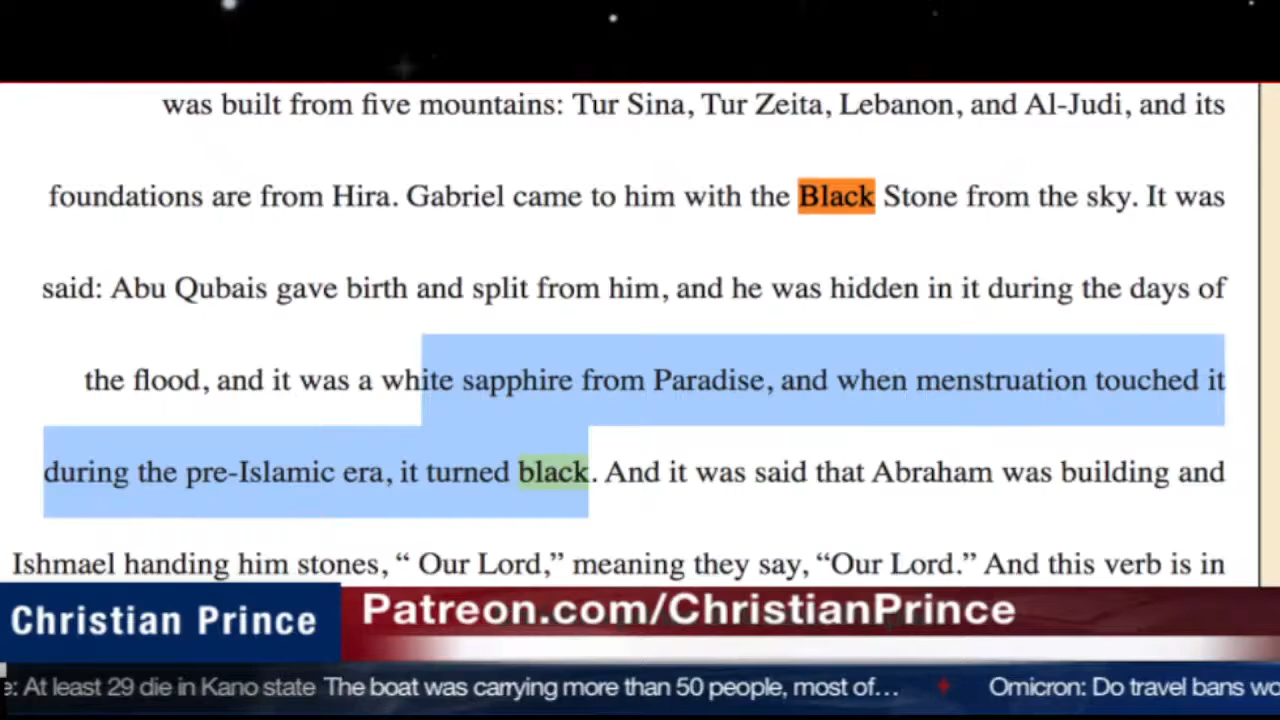 was built from five mountains: Tur Sina, Tur Zeita, Lebanon, and Al-Judi, and its
foundations are from Hira. Gabriel came to him with the Black Stone from the sky. It was
said: Abu Qubais gave birth and split from him, and he was hidden in it during the days of
the flood, and it was a white sapphire from Paradise, and when menstruation touched it
during the pre-Islamic era, it turned black. And it was said that Abraham was building and
Ishmael handing him stones, “ Our Lord,” meaning they say, “Our Lord.” And this verb is in
Christian Prince
Patreon.com/ChristianPrince
e: At least 29 die in Kano state The boat was carrying more than 50 people, most of... Omicron: Do travel bans wo